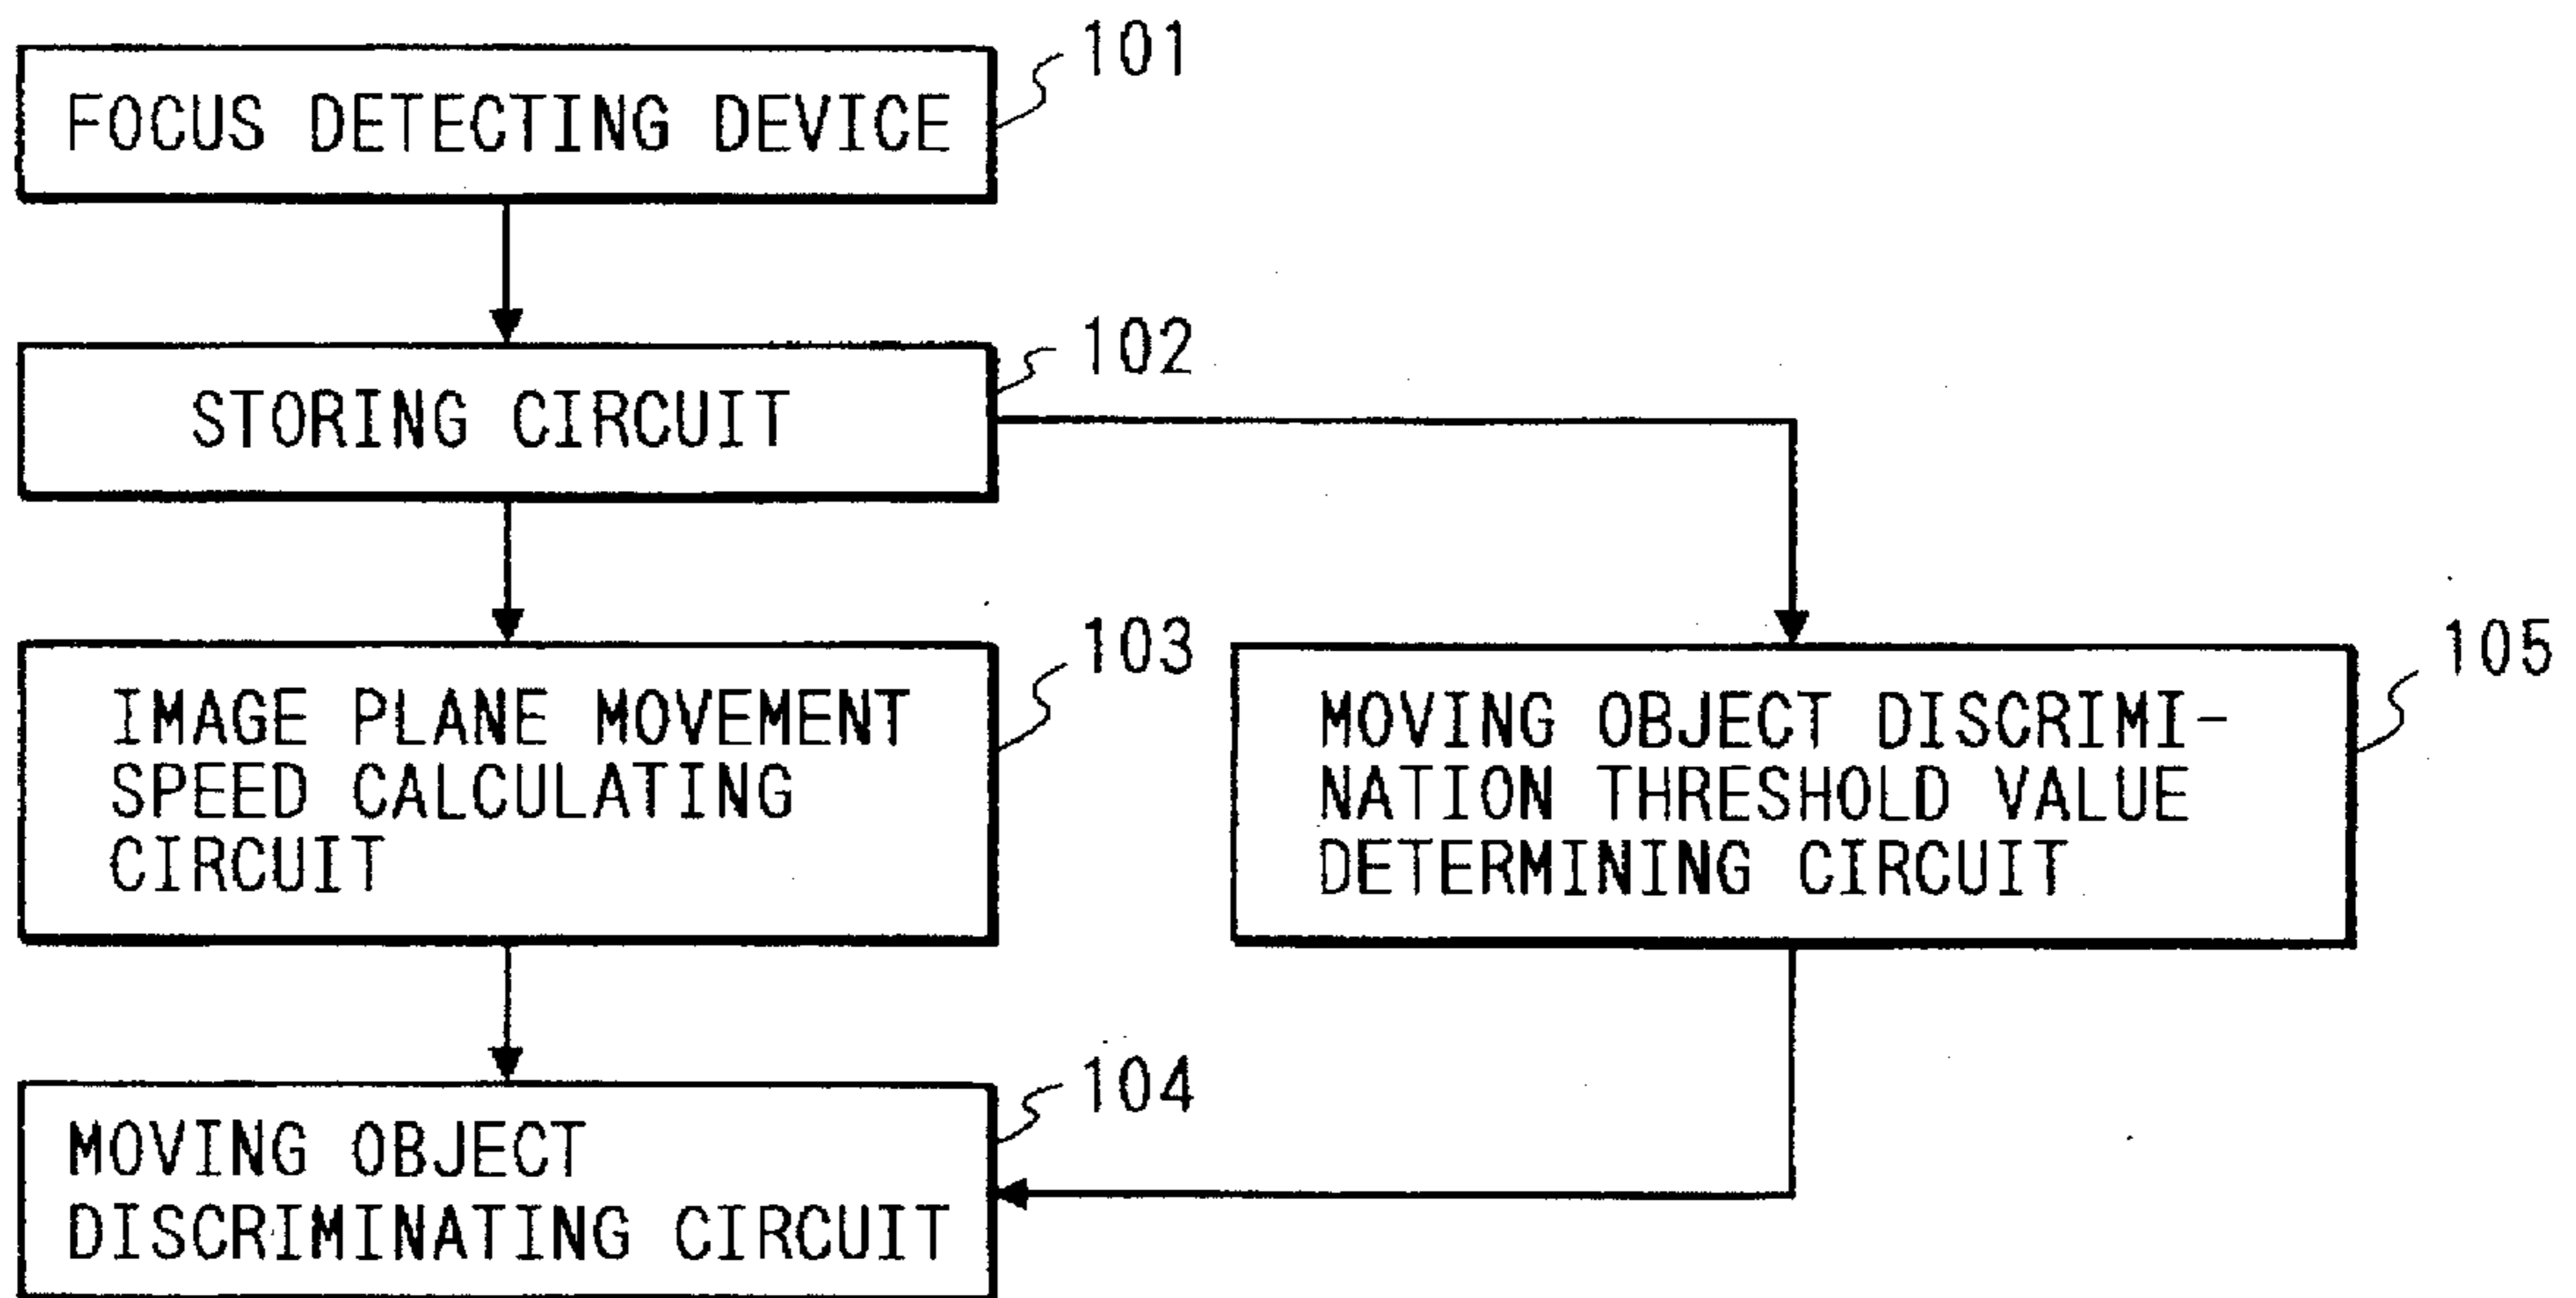 101
FOCUS DETECTING DEVICE
102
STORING CIRCUIT
103
IMAGE PLANE MOVEMENT
SPEED CALCULATING
CIRCUIT
105
MOVING OBJECT DISCRIMI-
NATION THRESHOLD VALUE
DETERMINING CIRCUIT
104
MOVING OBJECT
DISCRIMINATING CIRCUIT